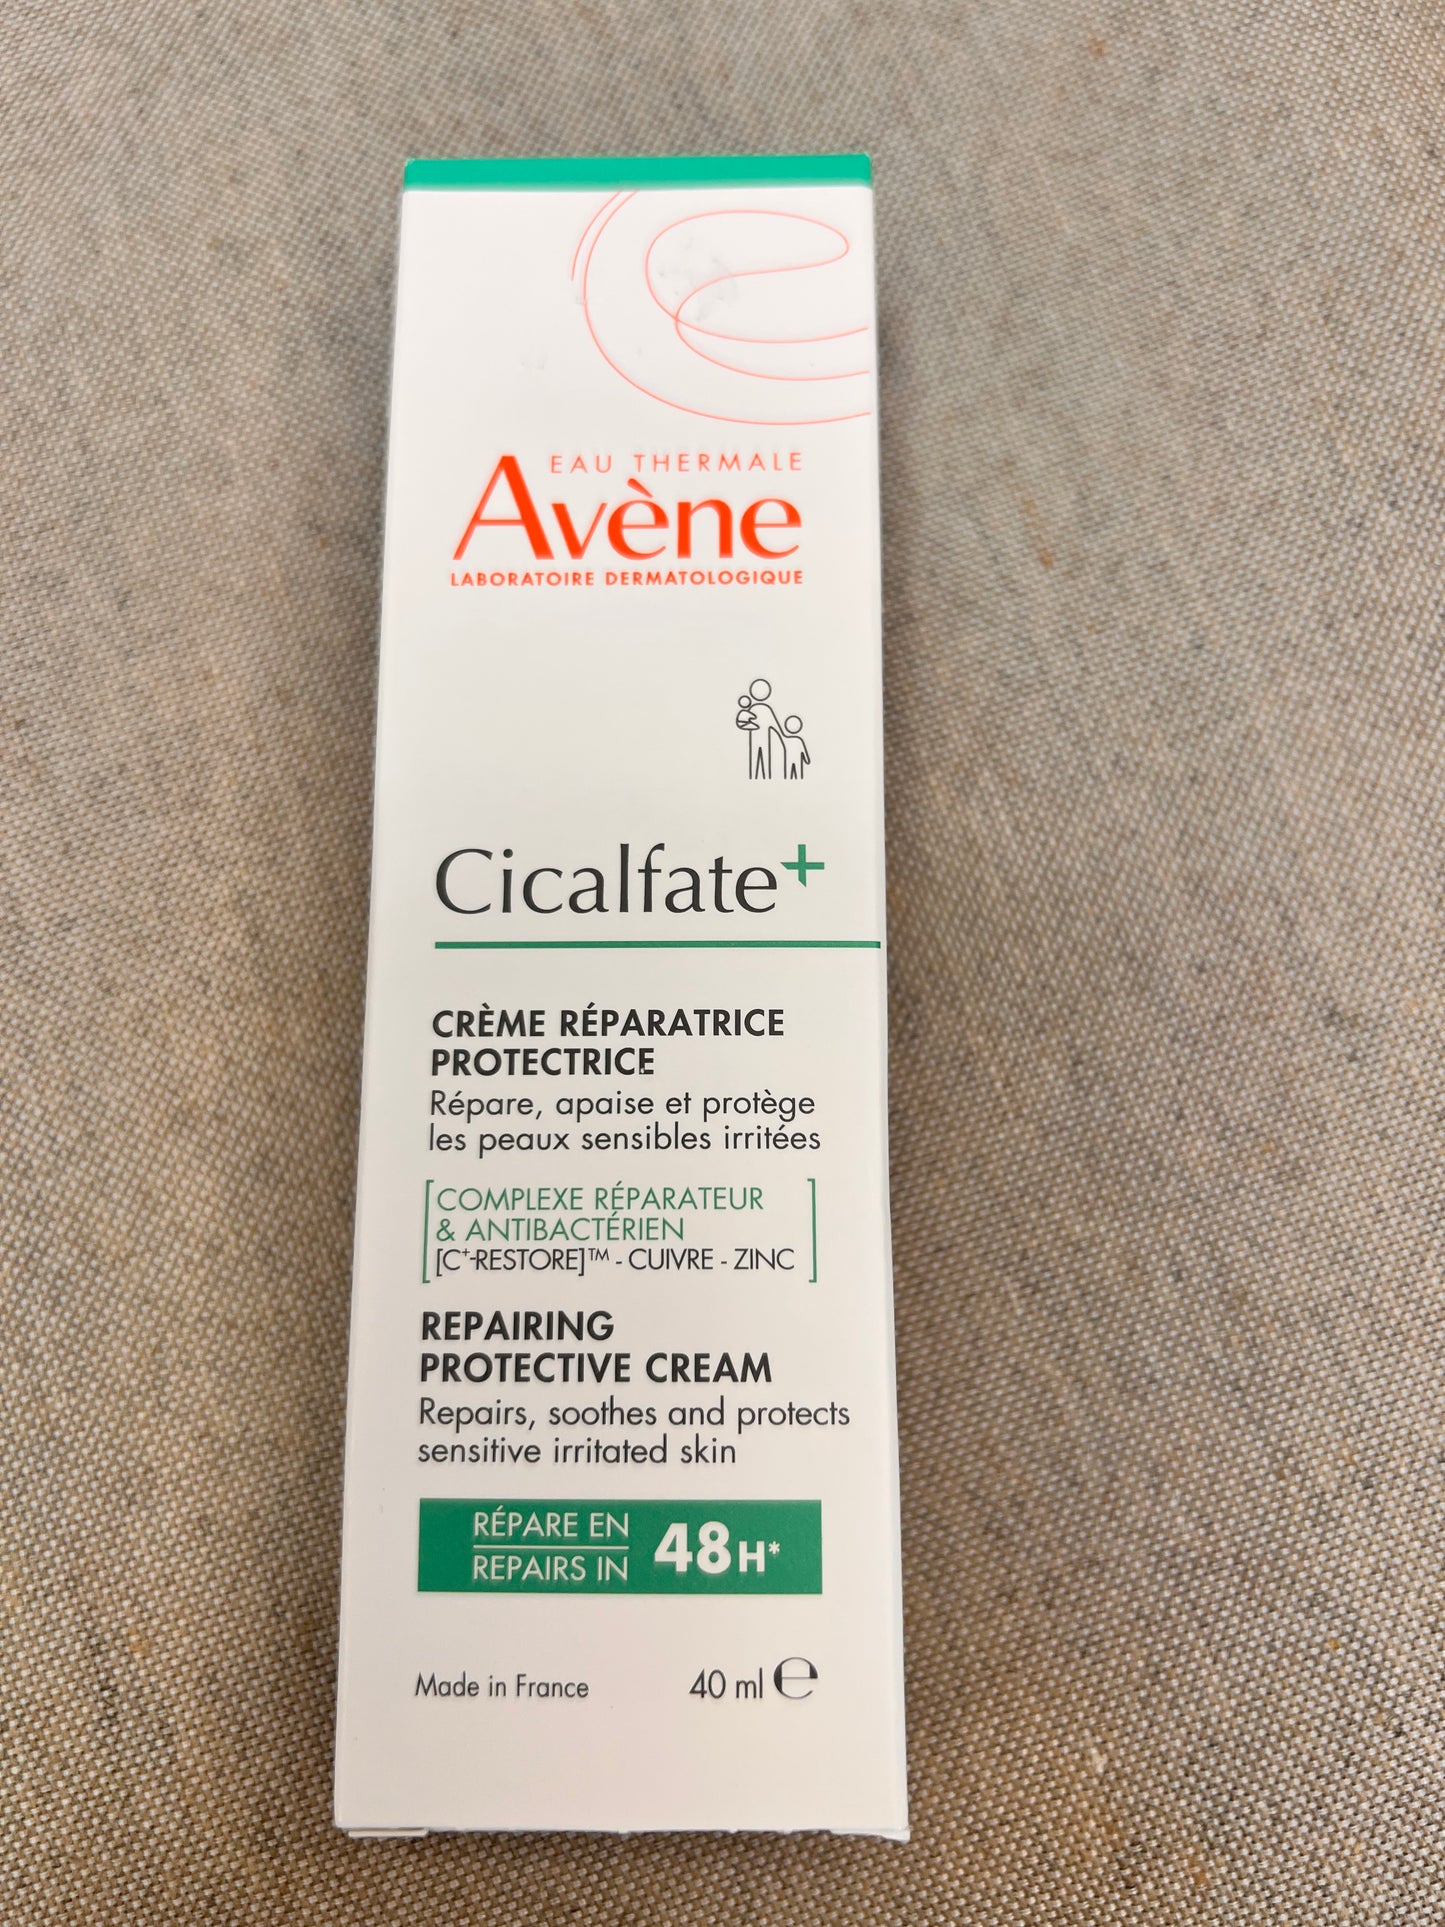 EAU THERMALE
Avène
LABORATOIRE DERMATOLOGIQUE
Cicalfate+
CRÈME RÉPARATRICE
PROTECTRICE
Répare, apaise et protège
les peaux sensibles irritées
COMPLEXE RÉPARATEUR
& ANTIBACTÉRIEN
[C+-RESTORE]™ - CUIVRE - ZINC
REPAIRING
PROTECTIVE CREAM
Repairs, soothes and protects
sensitive irritated skin
RÉPARE EN
REPAIRS IN
48H*
Made in France 40 ml ℮